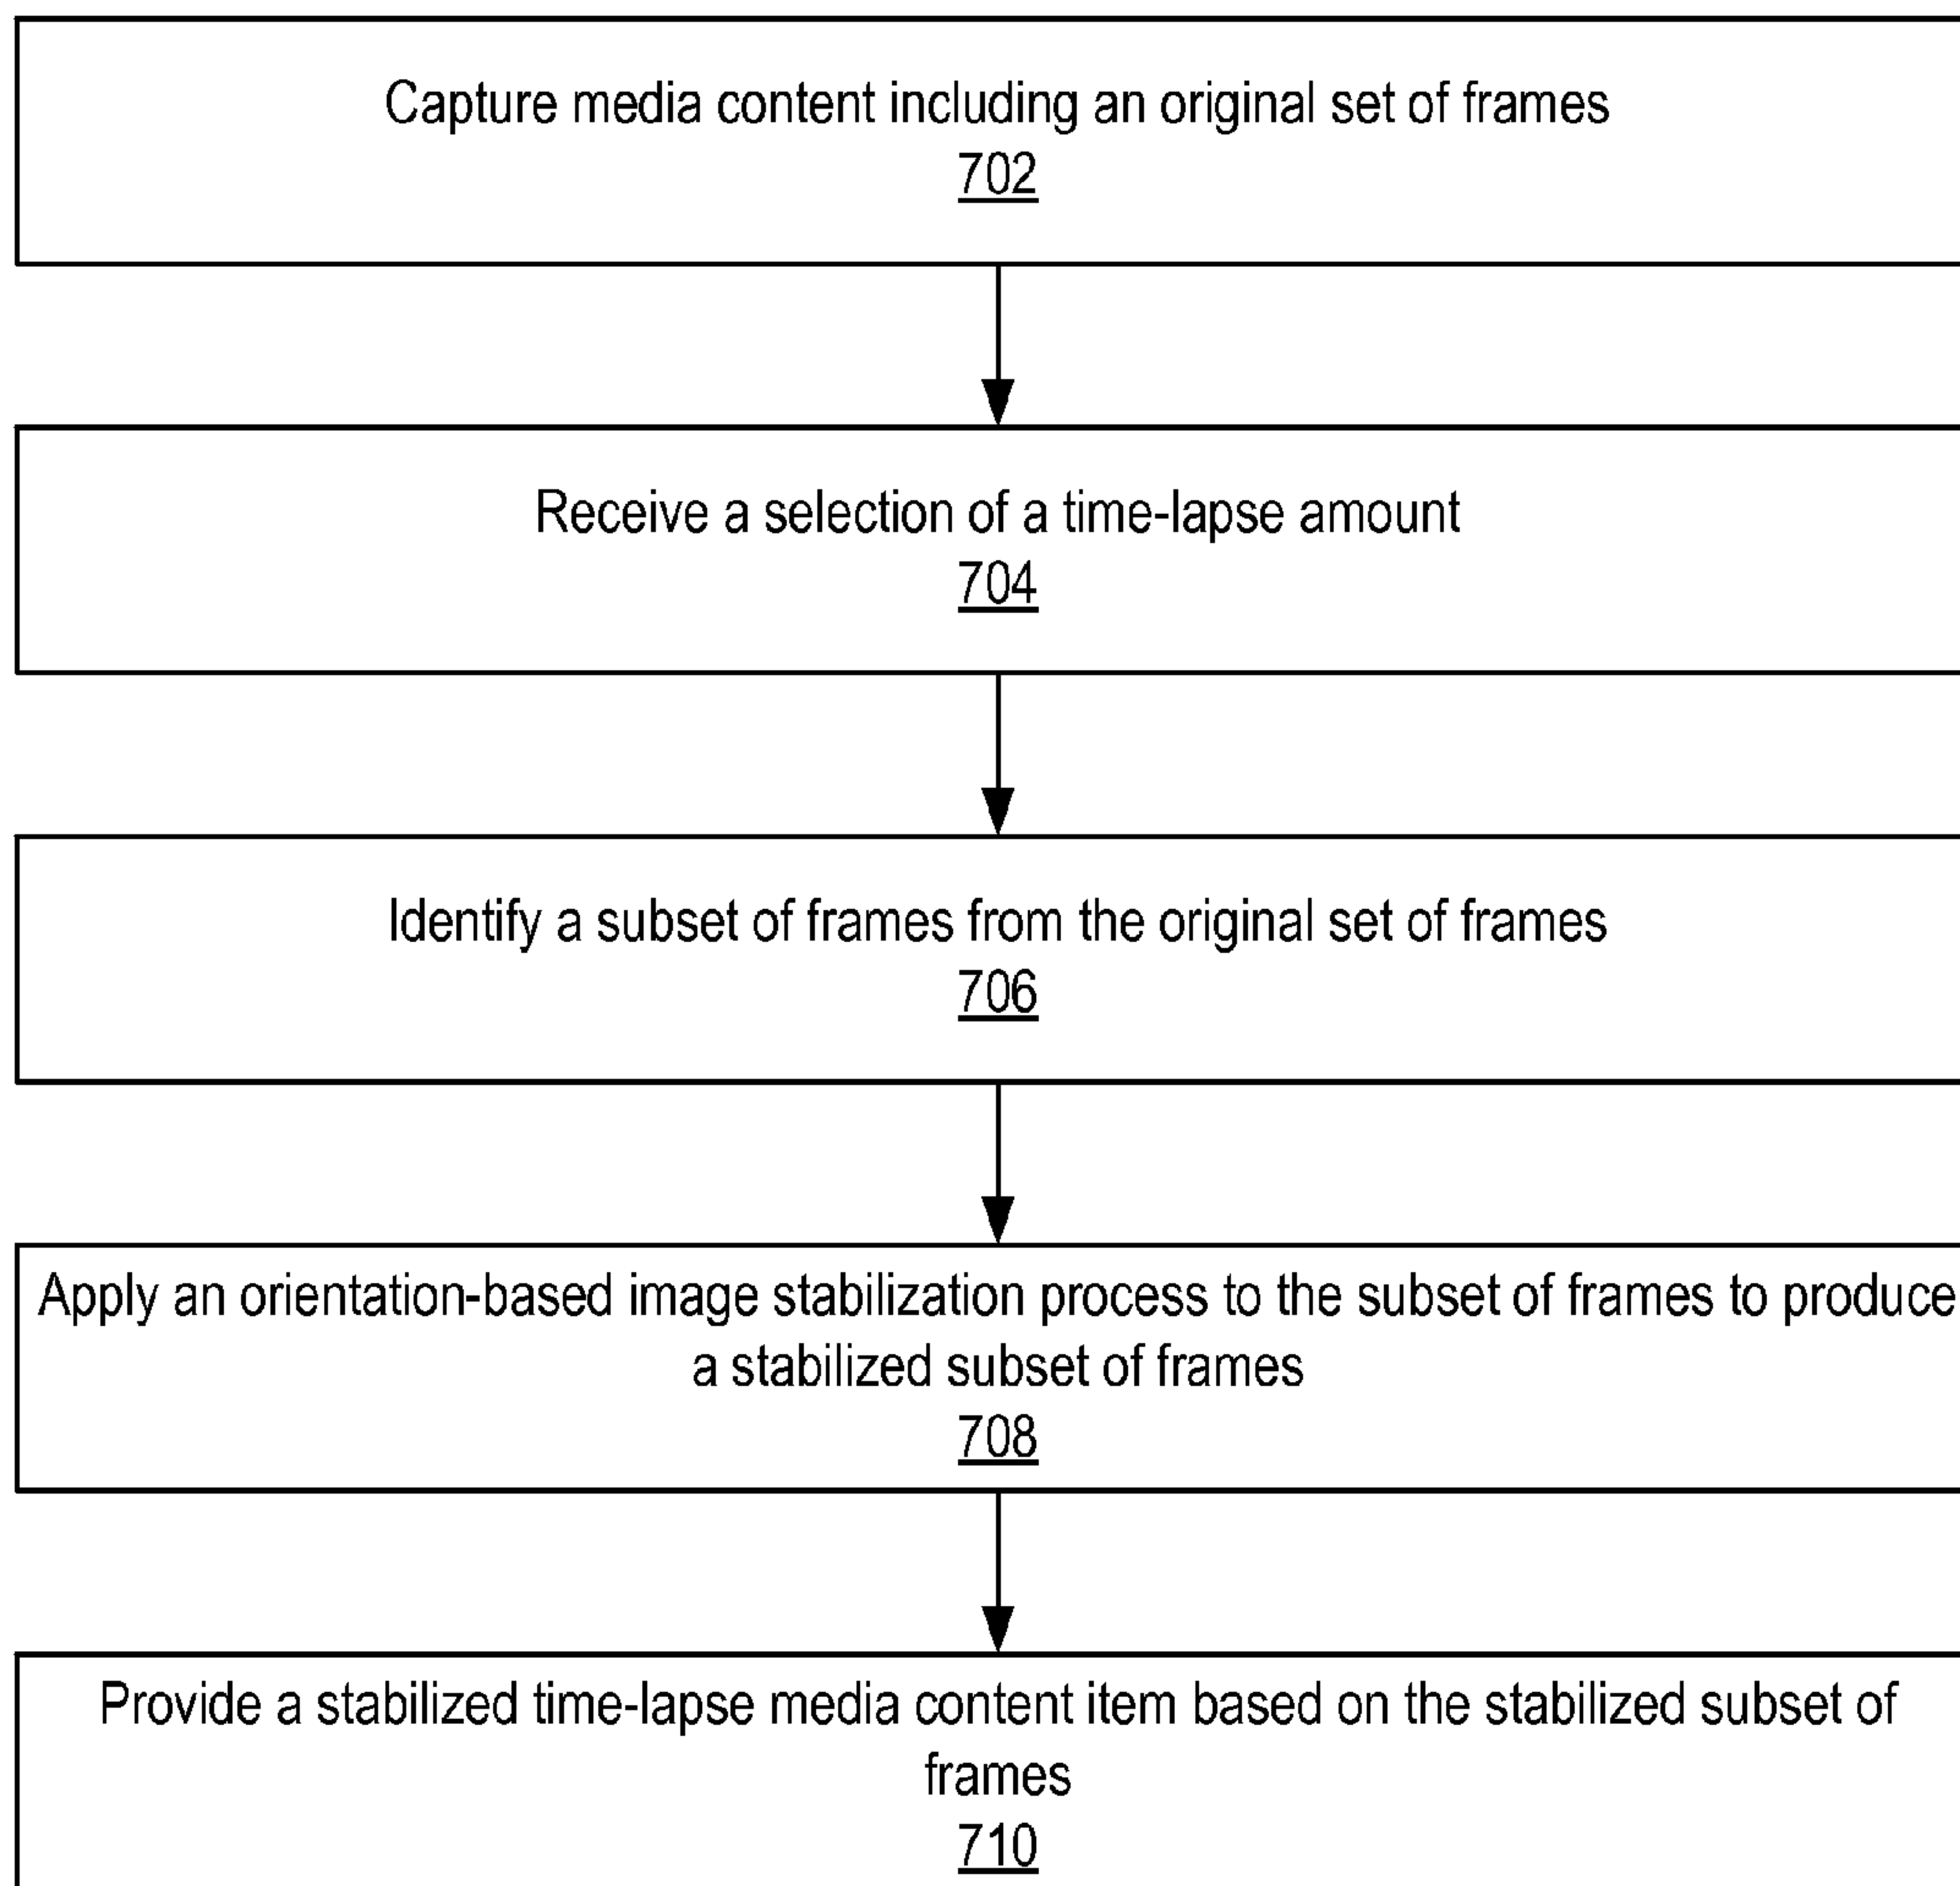 Capture media content including an original set of frames
702
Receive a selection of a time-lapse amount
704
Identify a subset of frames from the original set of frames
706
Apply an orientation-based image stabilization process to the subset of frames to produce
a stabilized subset of frames
708
Provide a stabilized time-lapse media content item based on the stabilized subset of
frames
710